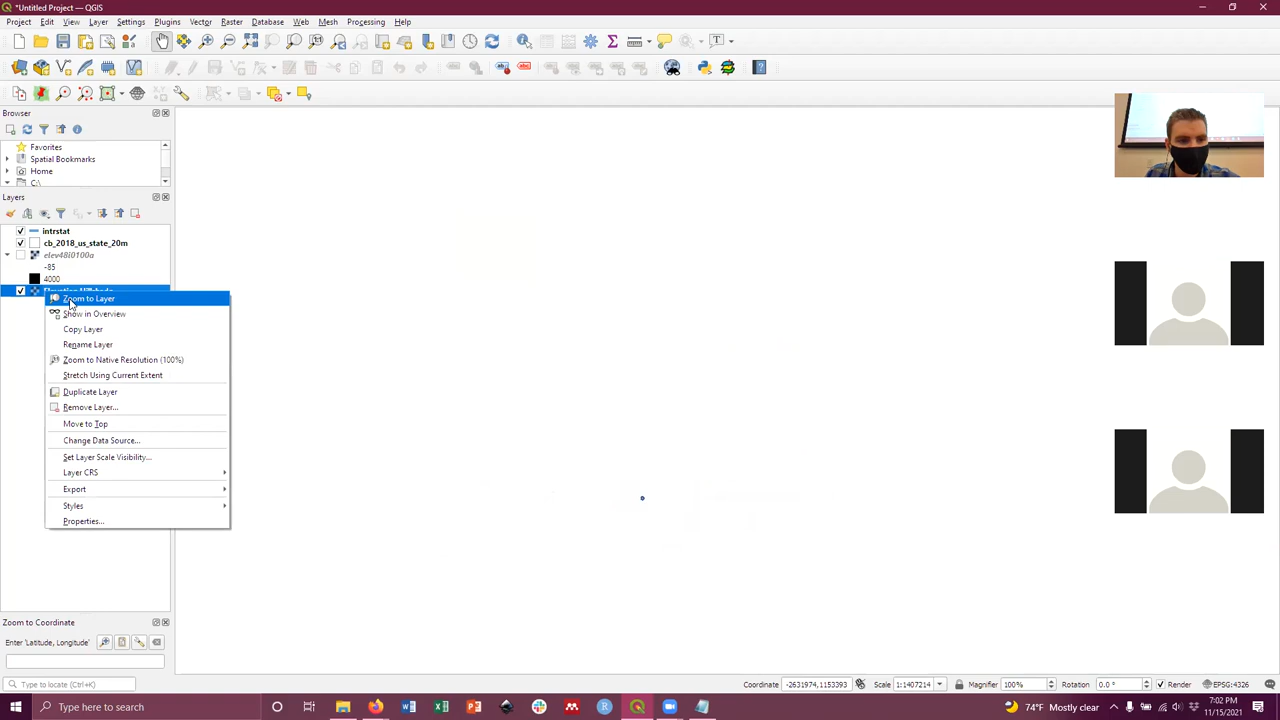 *Untitled Project — QGIS
Project Edit View Layer Settings Plugins Vector Raster Database Web Mesh Processing Help
Browser
Favorites
Spatial Bookmarks
Home
C:\
Layers
intrstat
cb_2018_us_state_20m
elev48i0100a
-85
4000
Zoom to Layer
Show in Overview
Copy Layer
Rename Layer
Zoom to Native Resolution (100%)
Stretch Using Current Extent
Duplicate Layer
Remove Layer...
Move to Top
Change Data Source...
Set Layer Scale Visibility...
Layer CRS
Export
Styles
Properties...
Zoom to Coordinate
Enter 'Latitude, Longitude'
Type to locate (Ctrl+K)
Coordinate -2631974,1153393 Scale 1:1407214 Magnifier 100% Rotation 0.0 ° Render EPSG:4326
Type here to search
74°F Mostly clear
7:02 PM
11/15/2021